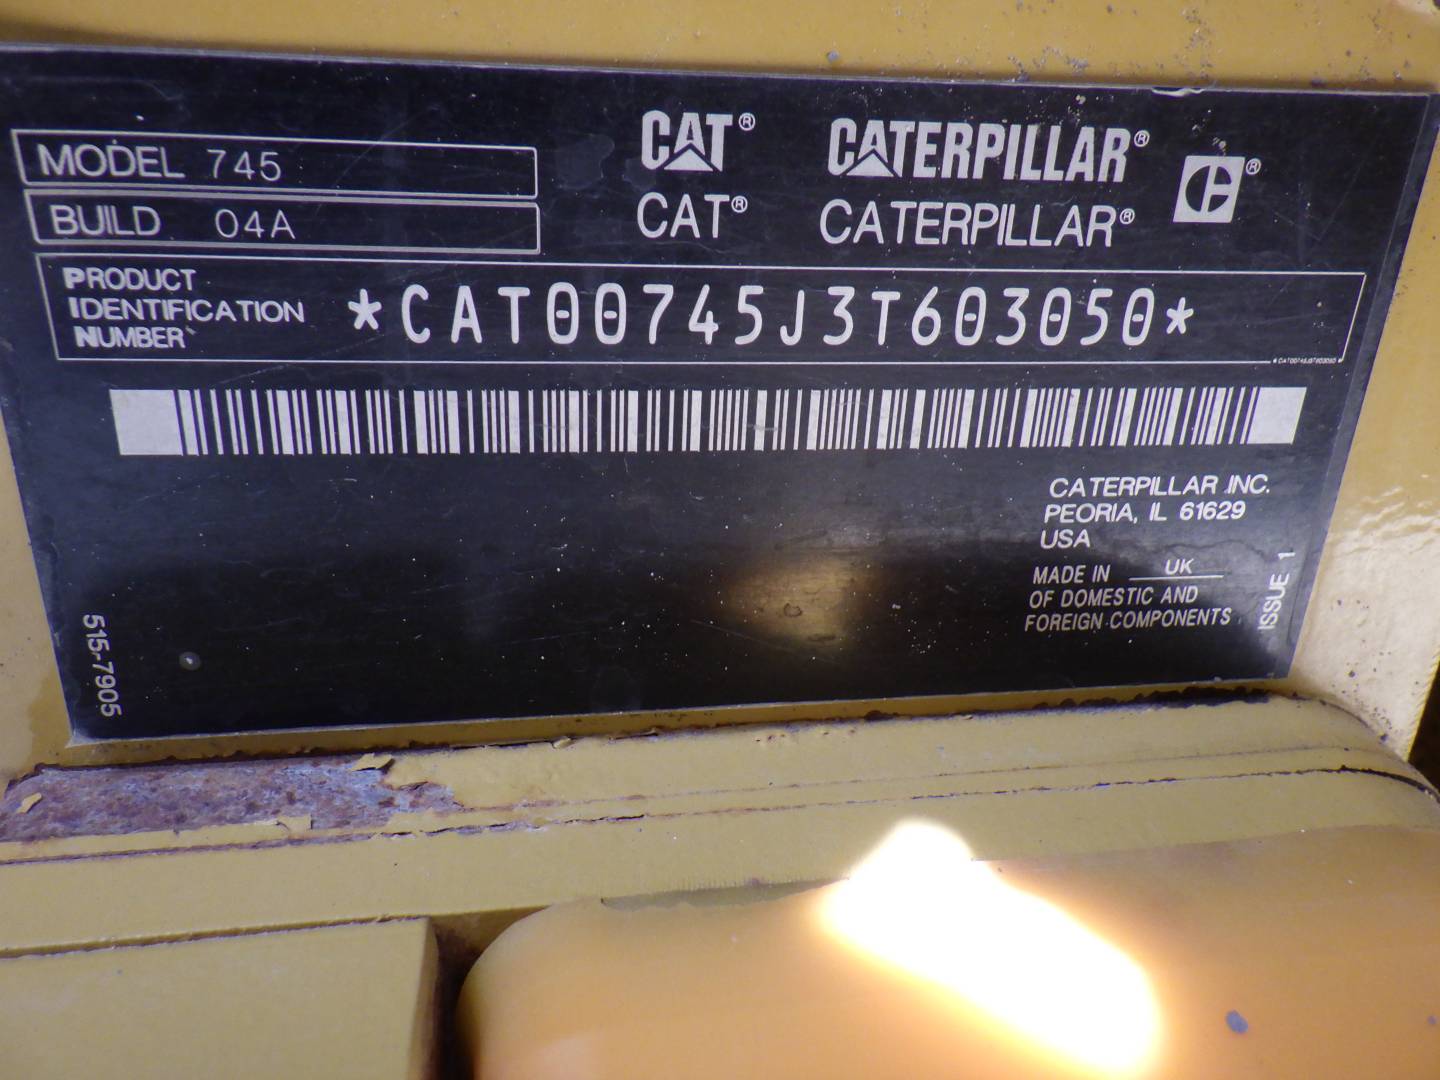 MODEL 745
BUILD 04A
CAT® CATERPILLAR® ®
CAT® CATERPILLAR®
PRODUCT
IDENTIFICATION
NUMBER
*CAT00745J3T603050*
*CAT00745J3T603050*
CATERPILLAR INC.
PEORIA, IL 61629
USA
MADE IN UK
OF DOMESTIC AND
FOREIGN COMPONENTS
ISSUE 1
515-7905